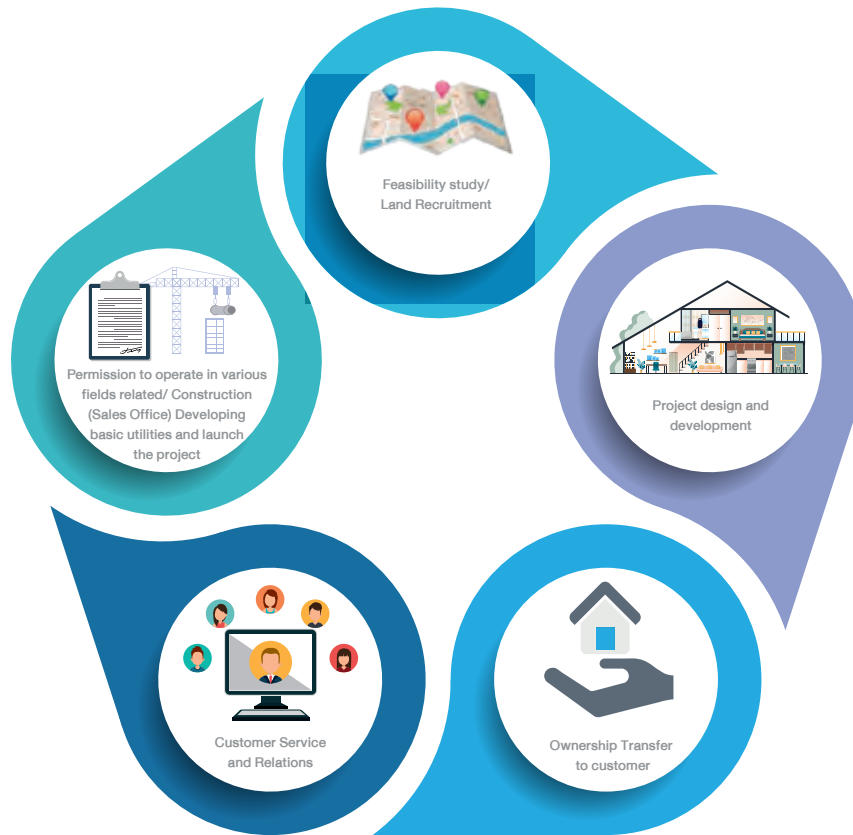 Feasibility study/
Land Recruitment
Permission to operate in various
fields related/ Construction
(Sales Office) Developing
basic utilities and launch
the project
Project design and
development
Customer Service
and Relations
Ownership Transfer
to customer